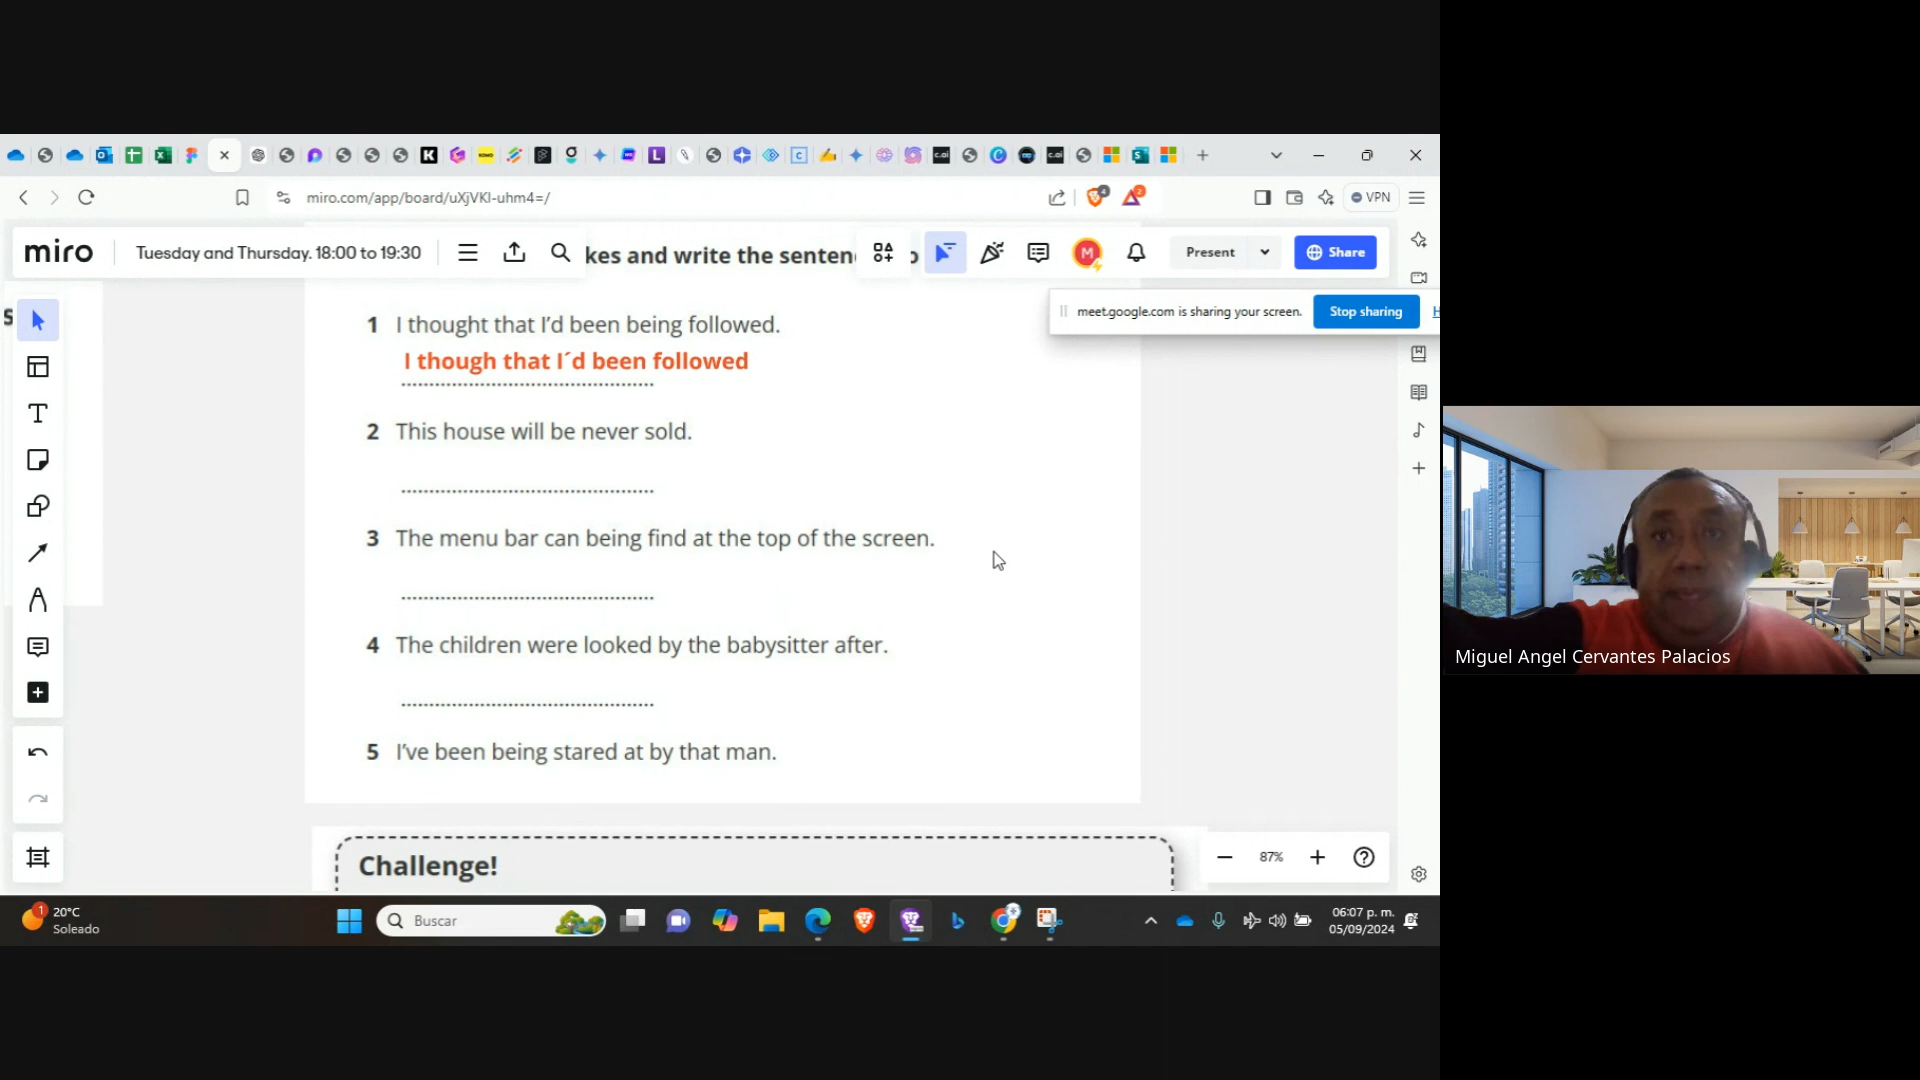 miro.com/app/board/uXjVKI-uhm4=/
VPN
miro
Tuesday and Thursday. 18:00 to 19:30
kes and write the senten
Present
Share
meet.google.com is sharing your screen.
Stop sharing
1 I thought that I’d been being followed.
I though that I´d been followed
2 This house will be never sold.
3 The menu bar can being find at the top of the screen.
4 The children were looked by the babysitter after.
5 I’ve been being stared at by that man.
Challenge!
87%
Miguel Angel Cervantes Palacios
20°C
Soleado
Buscar
06:07 p. m.
05/09/2024